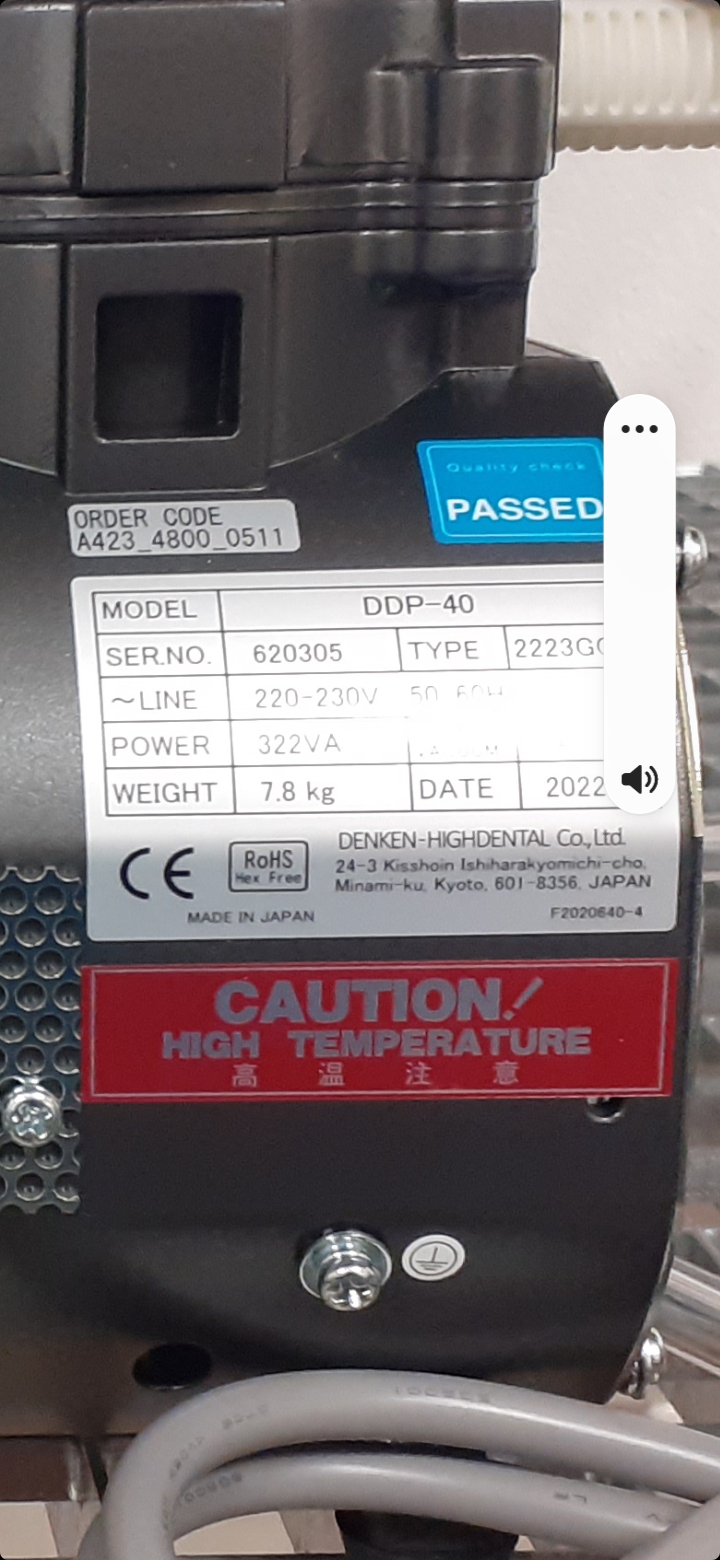 Quality check
PASSED
ORDER CODE
A423_4800_0511
MODEL DDP-40
SER.NO. 620305 TYPE
~LINE 220-230V
POWER 322VA
WEIGHT 7.8 kg DATE 2022
CE RoHS
Hex Free
DENKEN-HIGHDENTAL Co.,Ltd.
24-3 Kisshoin Ishiharakyomichi-cho,
Minami-ku, Kyoto, 601-8356, JAPAN
MADE IN JAPAN F2020640-4
CAUTION!
HIGH TEMPERATURE
高温注意